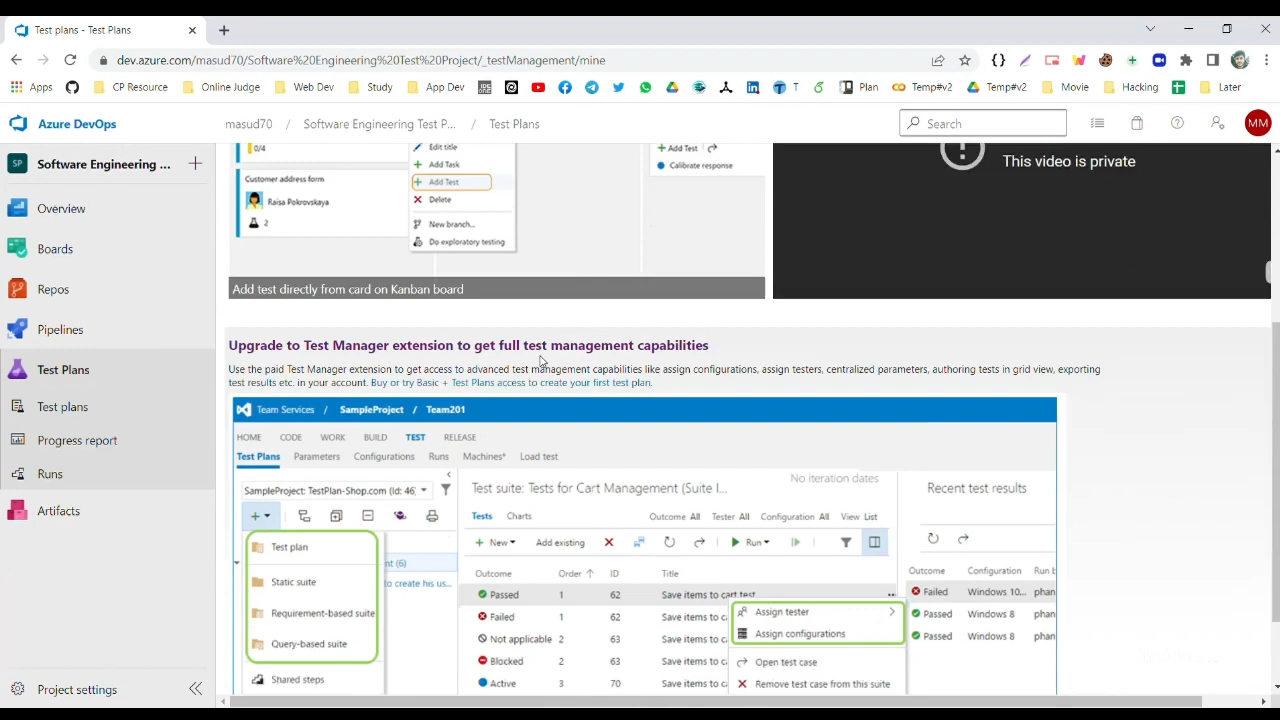 Test plans - Test Plans
dev.azure.com/masud70/Software%20Engineering%20Test%20Project/_testManagement/mine
Apps
CP Resource
Online Judge
Web Dev
Study
App Dev
T
Plan
Temp#v2
Temp#v2
Movie
Hacking
Later
Azure DevOps
masud70 / Software Engineering Test P... / Test Plans
Search
MM
SP
Software Engineering ...
Overview
Boards
Repos
Pipelines
Test Plans
Test plans
Progress report
Runs
Artifacts
Project settings
0/4
Customer address form
Raisa Pokrovskaya
2
Edit title
Add Task
Add Test
Delete
New branch...
Do exploratory testing
Add Test
Calibrate response
Add test directly from card on Kanban board
This video is private
Upgrade to Test Manager extension to get full test management capabilities
Use the paid Test Manager extension to get access to advanced test management capabilities like assign configurations, assign testers, centralized parameters, authoring tests in grid view, exporting
test results etc. in your account. Buy or try Basic + Test Plans access to create your first test plan.
Team Services / SampleProject / Team201
HOME CODE WORK BUILD TEST RELEASE
Test Plans Parameters Configurations Runs Machines* Load test
SampleProject: TestPlan-Shop.com (Id: 46)
Test plan
Static suite
Requirement-based suite
Query-based suite
Shared steps
nt (6)
to create his us...
Test suite: Tests for Cart Management (Suite I...
No iteration dates
Tests Charts
Outcome All Tester All Configuration All View List
New Add existing Run
Outcome Order ID Title
Passed 1 62 Save items to cart test
Failed 1 62 Save items to c
Not applicable 2 63 Save items to c
Blocked 2 63 Save items to c
Active 3 70 Save items to c
Assign tester
Assign configurations
Open test case
Remove test case from this suite
Recent test results
Outcome Configuration Run b
Failed Windows 10... phan
Passed Windows 8 phan
Passed Windows 8 phan